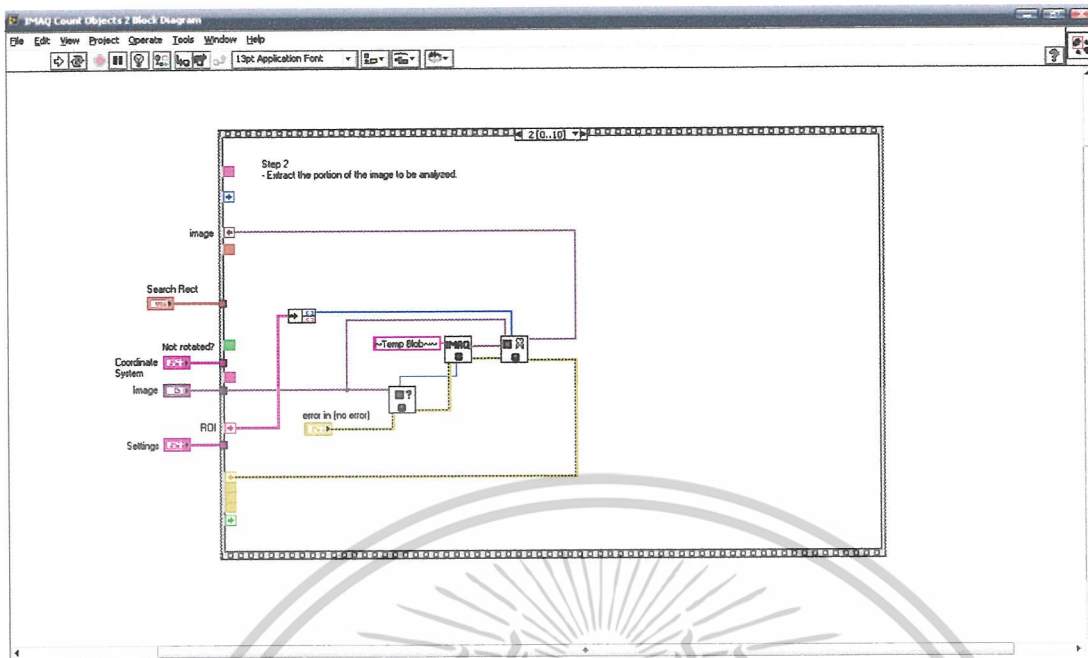 IMAQ Count Objects 2 Block Diagram
File Edit View Project Operate Tools Window Help
13pt Application Font
2 [0..10]
Step 2
- Extract the portion of the image to be analyzed.
image
Search Rect
~Temp Blob~~~
IMAQ
Not rotated?
Coordinate
System
Image
?
error in (no error)
ROI
Settings